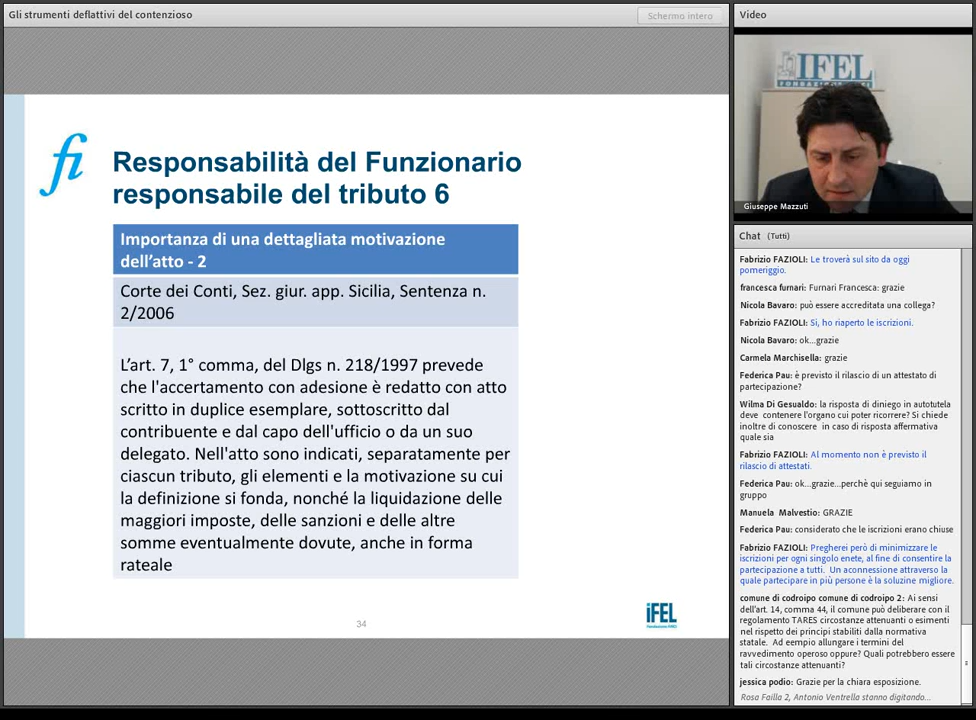 Gli strumenti deflattivi del contenzioso
Schermo intero
Responsabilità del Funzionario
responsabile del tributo 6
Importanza di una dettagliata motivazione
dell'atto - 2
Corte dei Conti, Sez. giur. app. Sicilia, Sentenza n.
2/2006
L'art. 7, 1° comma, del Dlgs n. 218/1997 prevede
che l'accertamento con adesione è redatto con atto
scritto in duplice esemplare, sottoscritto dal
contribuente e dal capo dell'ufficio o da un suo
delegato. Nell'atto sono indicati, separatamente per
ciascun tributo, gli elementi e la motivazione su cui
la definizione si fonda, nonché la liquidazione delle
maggiori imposte, delle sanzioni e delle altre
somme eventualmente dovute, anche in forma
rateale
34
iFEL
Video
IFEL
Giuseppe Mazzuti
Chat (Tutti)
Fabrizio FAZIOLI: Le troverà sul sito da oggi
pomeriggio.
francesca furnari: Furnari Francesca: grazie
Nicola Bavaro: può essere accreditata una collega?
Fabrizio FAZIOLI: Si, ho riaperto le iscrizioni.
Nicola Bavaro: ok...grazie
Carmela Marchisella: grazie
Federica Pau: è previsto il rilascio di un attestato di
partecipazione?
Wilma Di Gesualdo: la risposta di diniego in autotutela
deve contenere l'organo cui poter ricorrere? Si chiede
inoltre di conoscere in caso di risposta affermativa
quale sia
Fabrizio FAZIOLI: Al momento non è previsto il
rilascio di attestati.
Federica Pau: ok...grazie...perchè qui seguiamo in
gruppo
Manuela Malvestio: GRAZIE
Federica Pau: considerato che le iscrizioni erano chiuse
Fabrizio FAZIOLI: Pregherei però di minimizzare le
iscrizioni per ogni singolo enete, al fine di consentire la
partecipazione a tutti. Un aconnessione attraverso la
quale partecipare in più persone è la soluzine migliore.
comune di codroipo comune di codroipo 2: Ai sensi
dell'art. 14, comma 44, il comune può deliberare con il
regolamento TARES circostanze attenuanti o esimenti
nel rispetto dei principi stabiliti dalla normativa
statale. Ad eempio allungare i termini del
ravvedimento operoso oppure? Quali potrebbero essere
tali circostanze attenuanti?
jessica podio: Grazie per la chiara esposizione.
Rosa Failla 2, Antonio Ventrella stanno digitando...